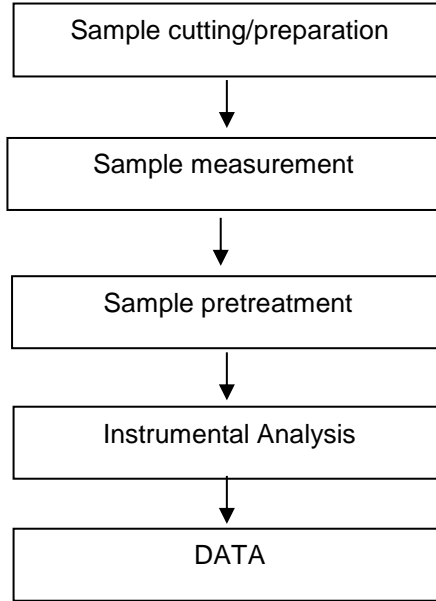 Sample cutting/preparation
Sample measurement
Sample pretreatment
Instrumental Analysis
DATA